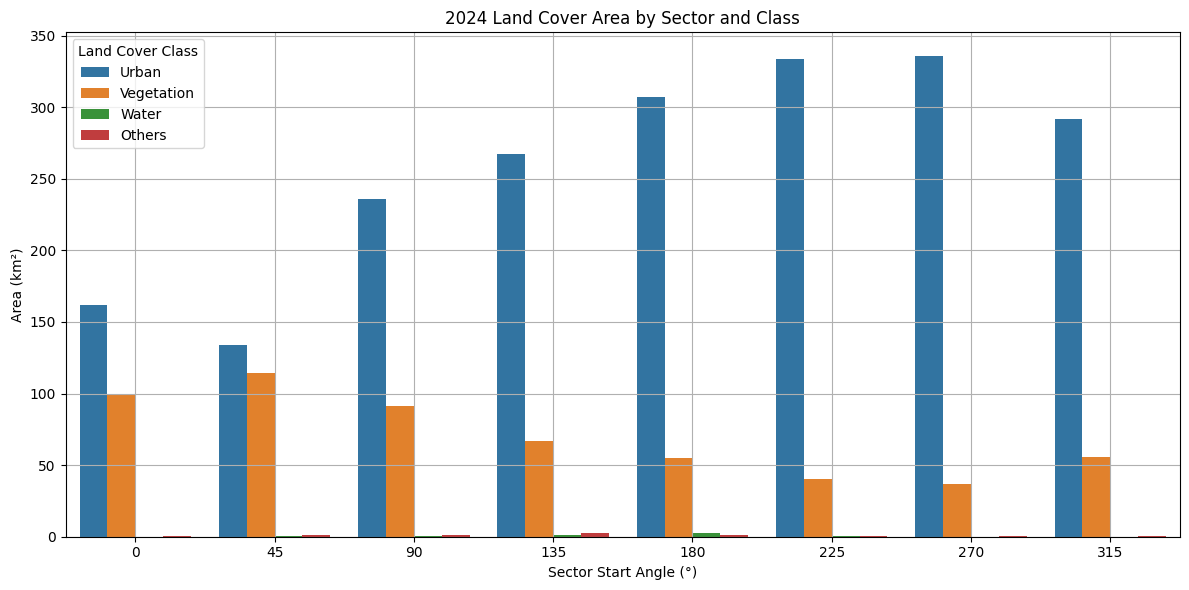 2024 Land Cover Area by Sector and Class
Land Cover Class
Urban
Vegetation
Water
Others
Area (km²)
350
300
250
200
150
100
50
0
0 45 90 135 180 225 270 315
Sector Start Angle (°)